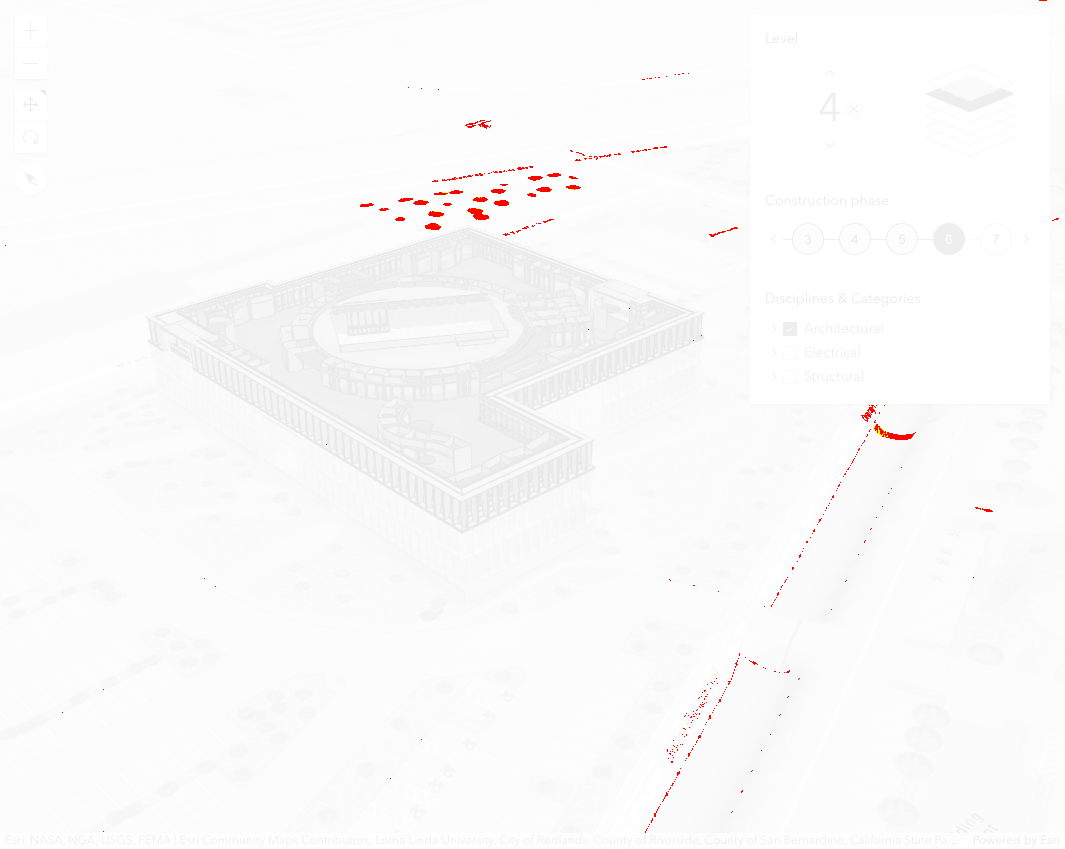 Level
4
Construction phase
3 4 5 6 7
Disciplines & Categories
Architectural
Electrical
Structural
Esri, NASA, NGA, USGS, FEMA | Esri Community Maps Contributors, Loma Linda University, City of Redlands, County of Riverside, County of San Bernardino, California State Pa...
Powered by Esri